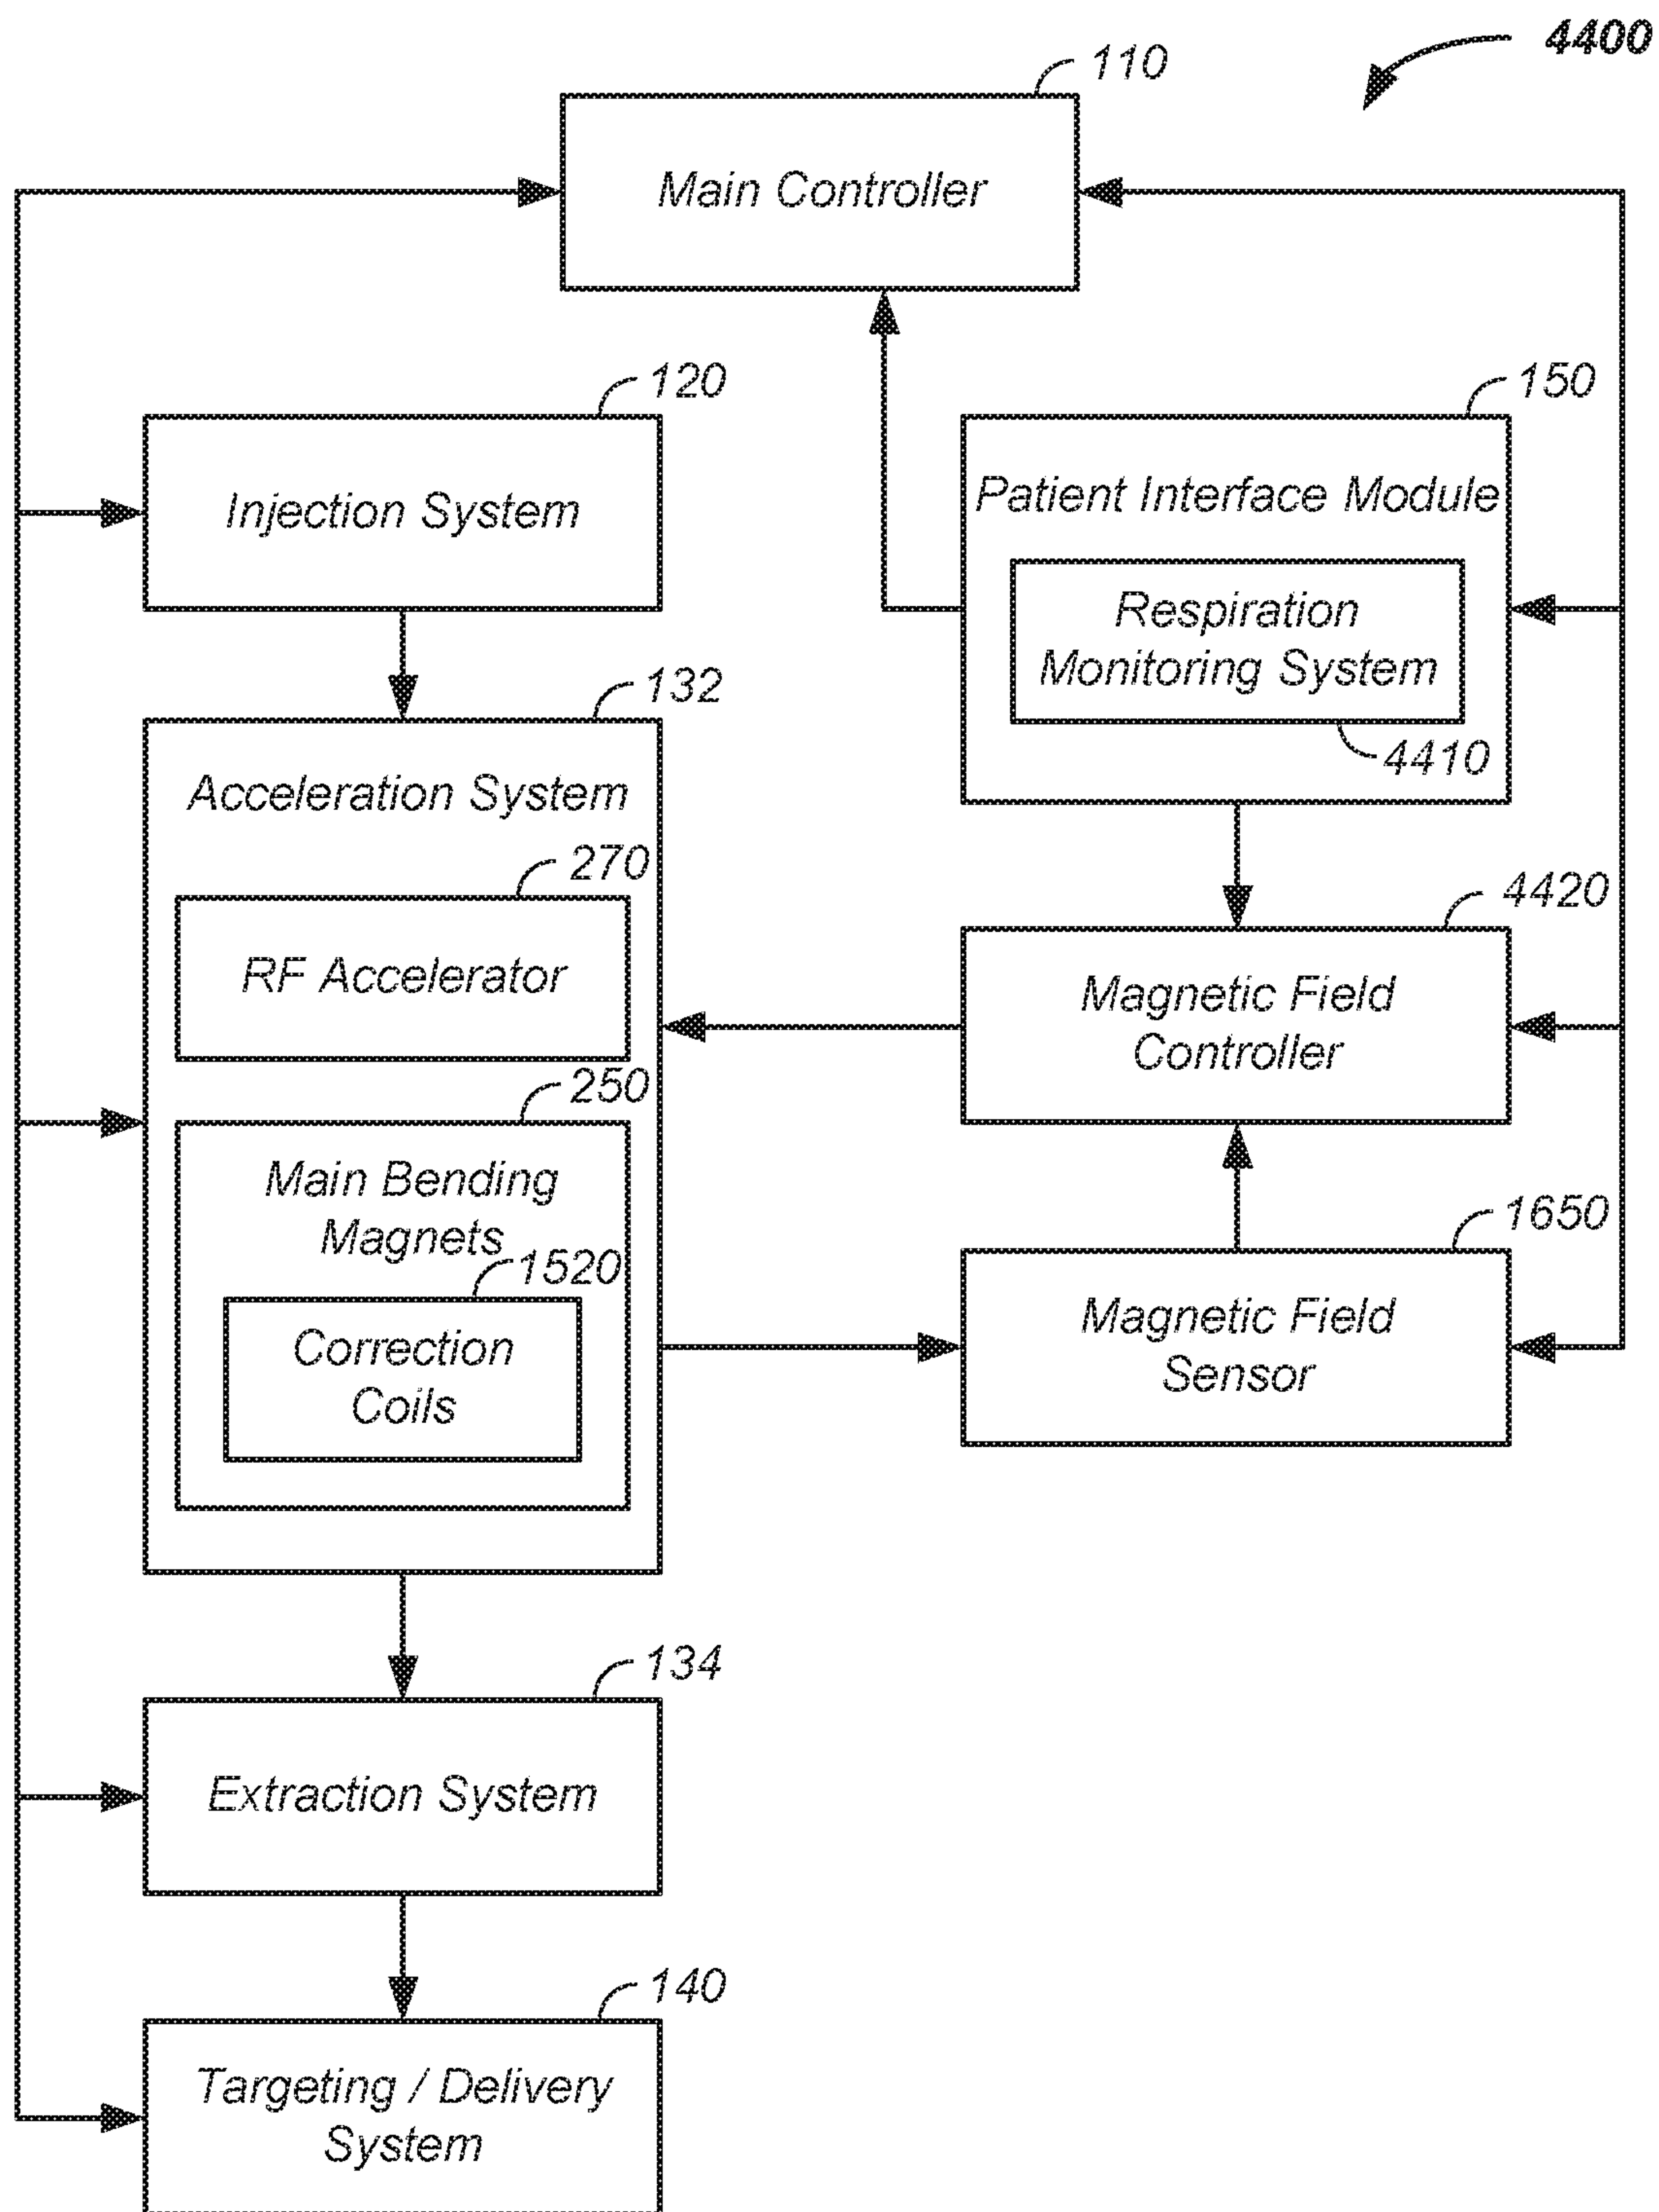 4400
110
Main Controller
120
Injection System
150
Patient Interface Module
Respiration
Monitoring System
4410
132
Acceleration System
270
RF Accelerator
4420
Magnetic Field
Controller
250
Main Bending
Magnets
1520
Correction
Coils
1650
Magnetic Field
Sensor
134
Extraction System
140
Targeting / Delivery
System